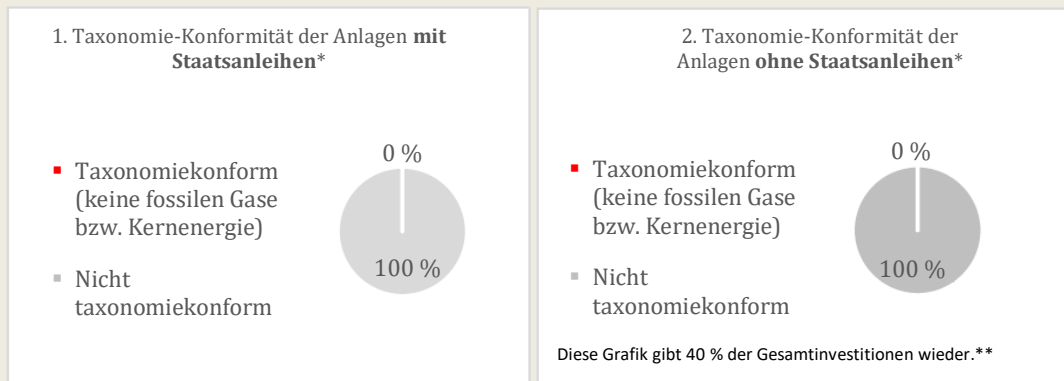 1. Taxonomie-Konformität der Anlagen mit
Staatsanleihen*
0 %
Taxonomiekonform
(keine fossilen Gase
bzw. Kernenergie)
100 %
Nicht
taxonomiekonform
2. Taxonomie-Konformität der
Anlagen ohne Staatsanleihen*
0 %
Taxonomiekonform
(keine fossilen Gase
bzw. Kernenergie)
100 %
Nicht
taxonomiekonform
Diese Grafik gibt 40 % der Gesamtinvestitionen wieder.**